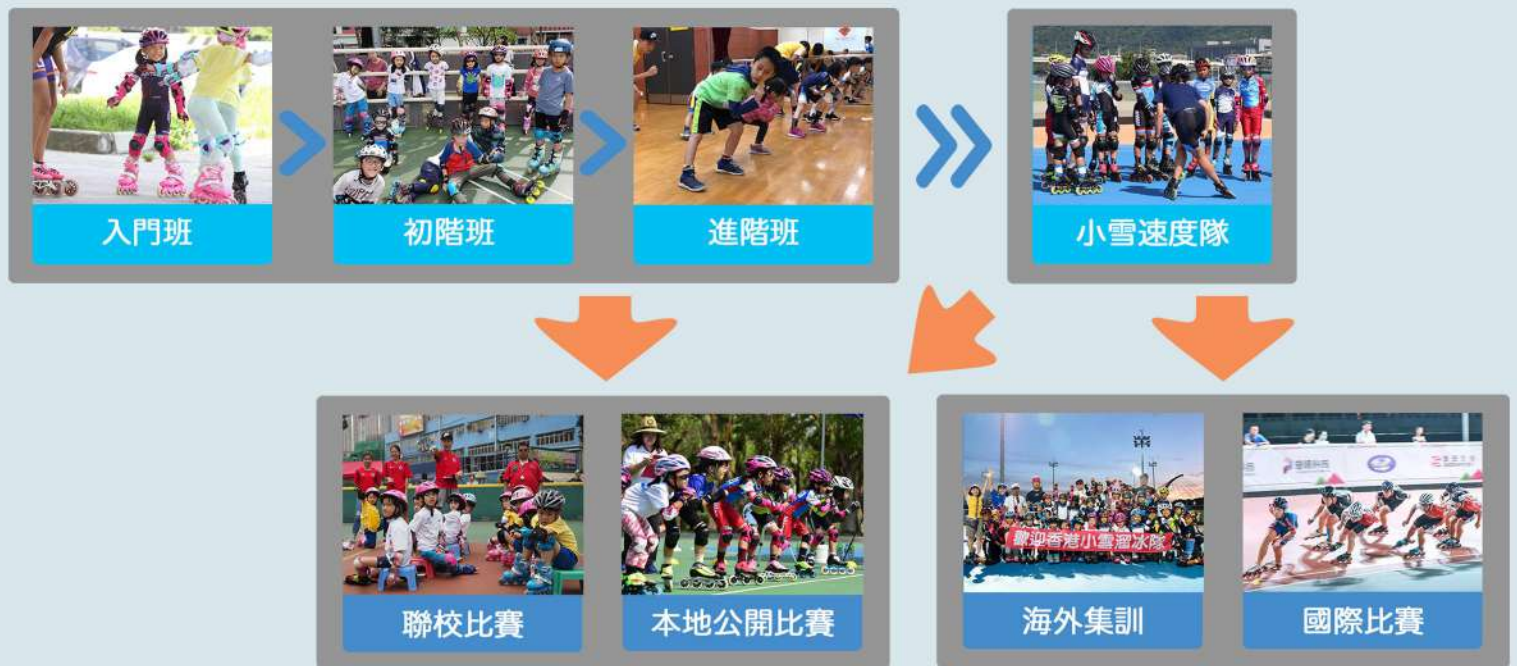 入門班
初階班
進階班
小雪速度隊
歡迎香港小雪溜冰隊
聯校比賽
本地公開比賽
海外集訓
國際比賽